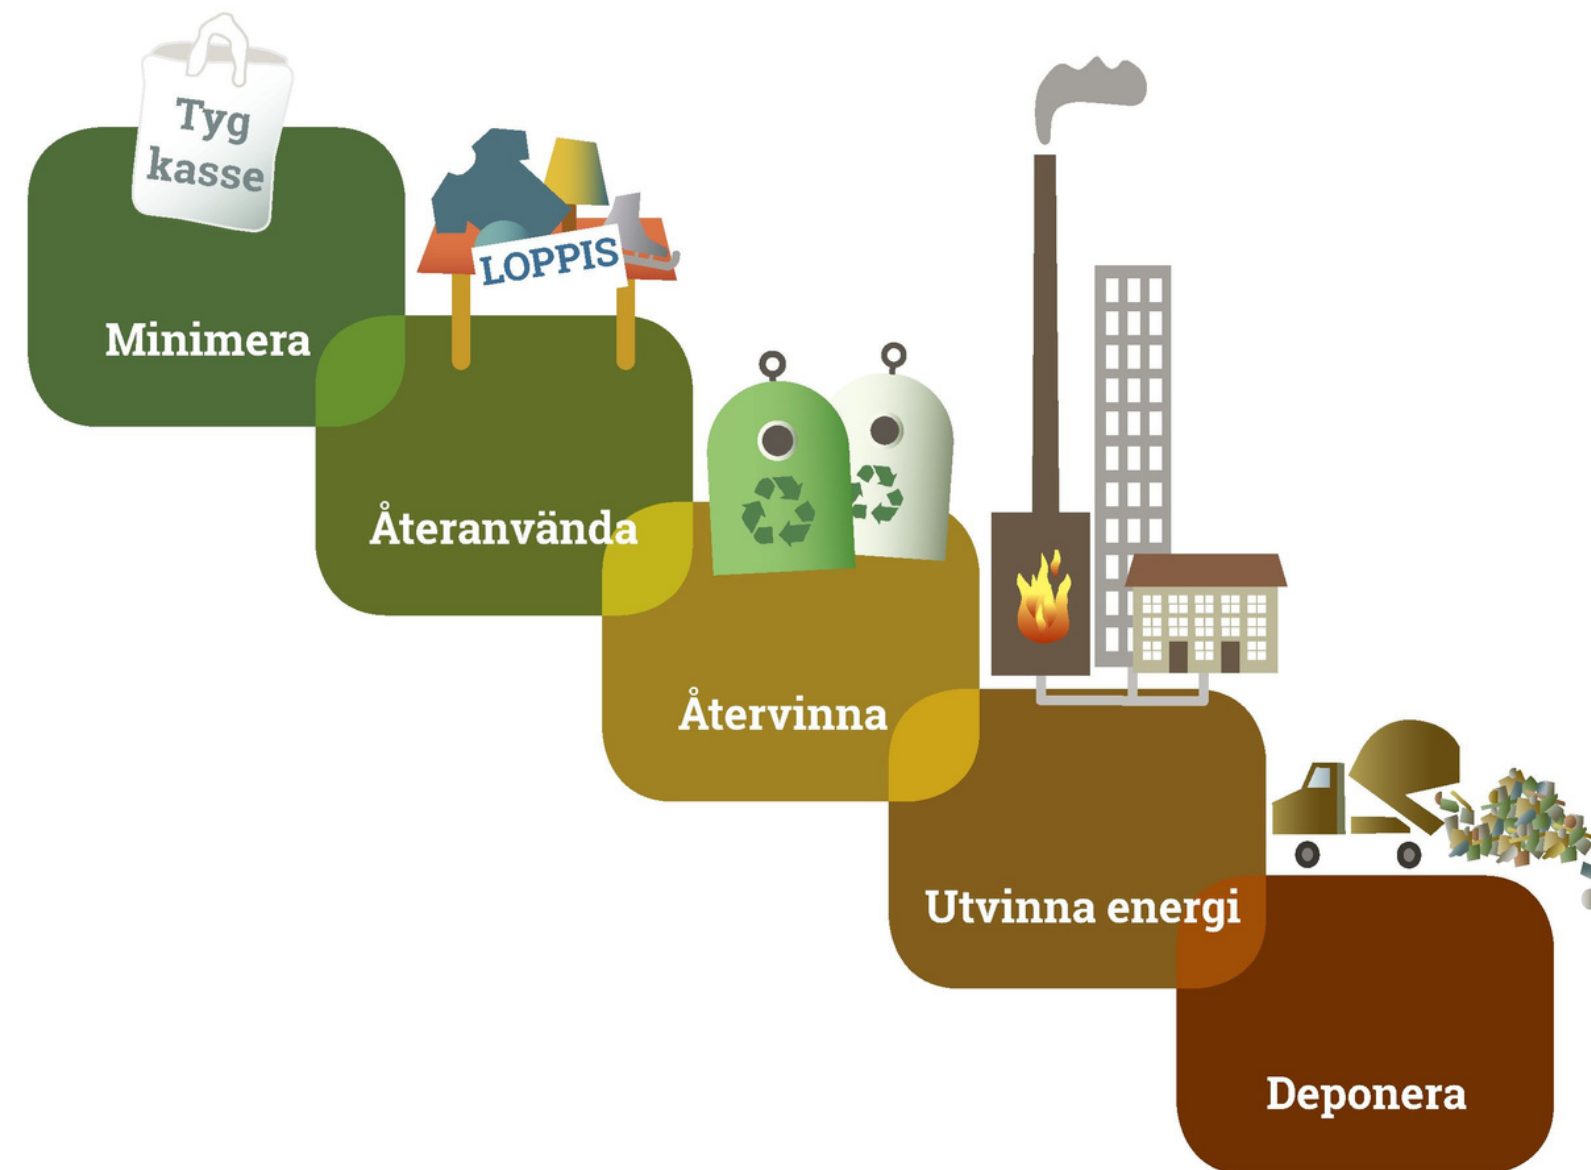 Tyg
kasse
Minimera
LOPPIS
Återanvända
Återvinna
Utvinna energi
Deponera